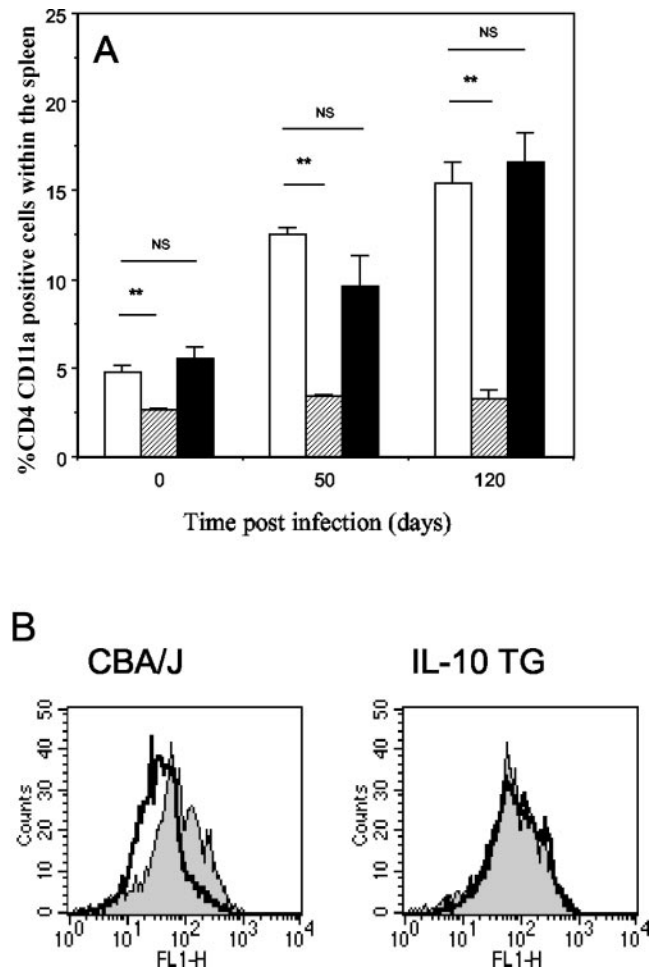 A
%CD4 CD11a positive cells within the spleen
25
20
15
10
5
0
NS
**
NS
**
NS
**
0 50 120
Time post infection (days)
B
CBA/J IL-10 TG
Counts
50
40
30
20
10
0
10^0 10^1 10^2 10^3 10^4
FL1-H
Counts
50
40
30
20
10
0
10^0 10^1 10^2 10^3 10^4
FL1-H